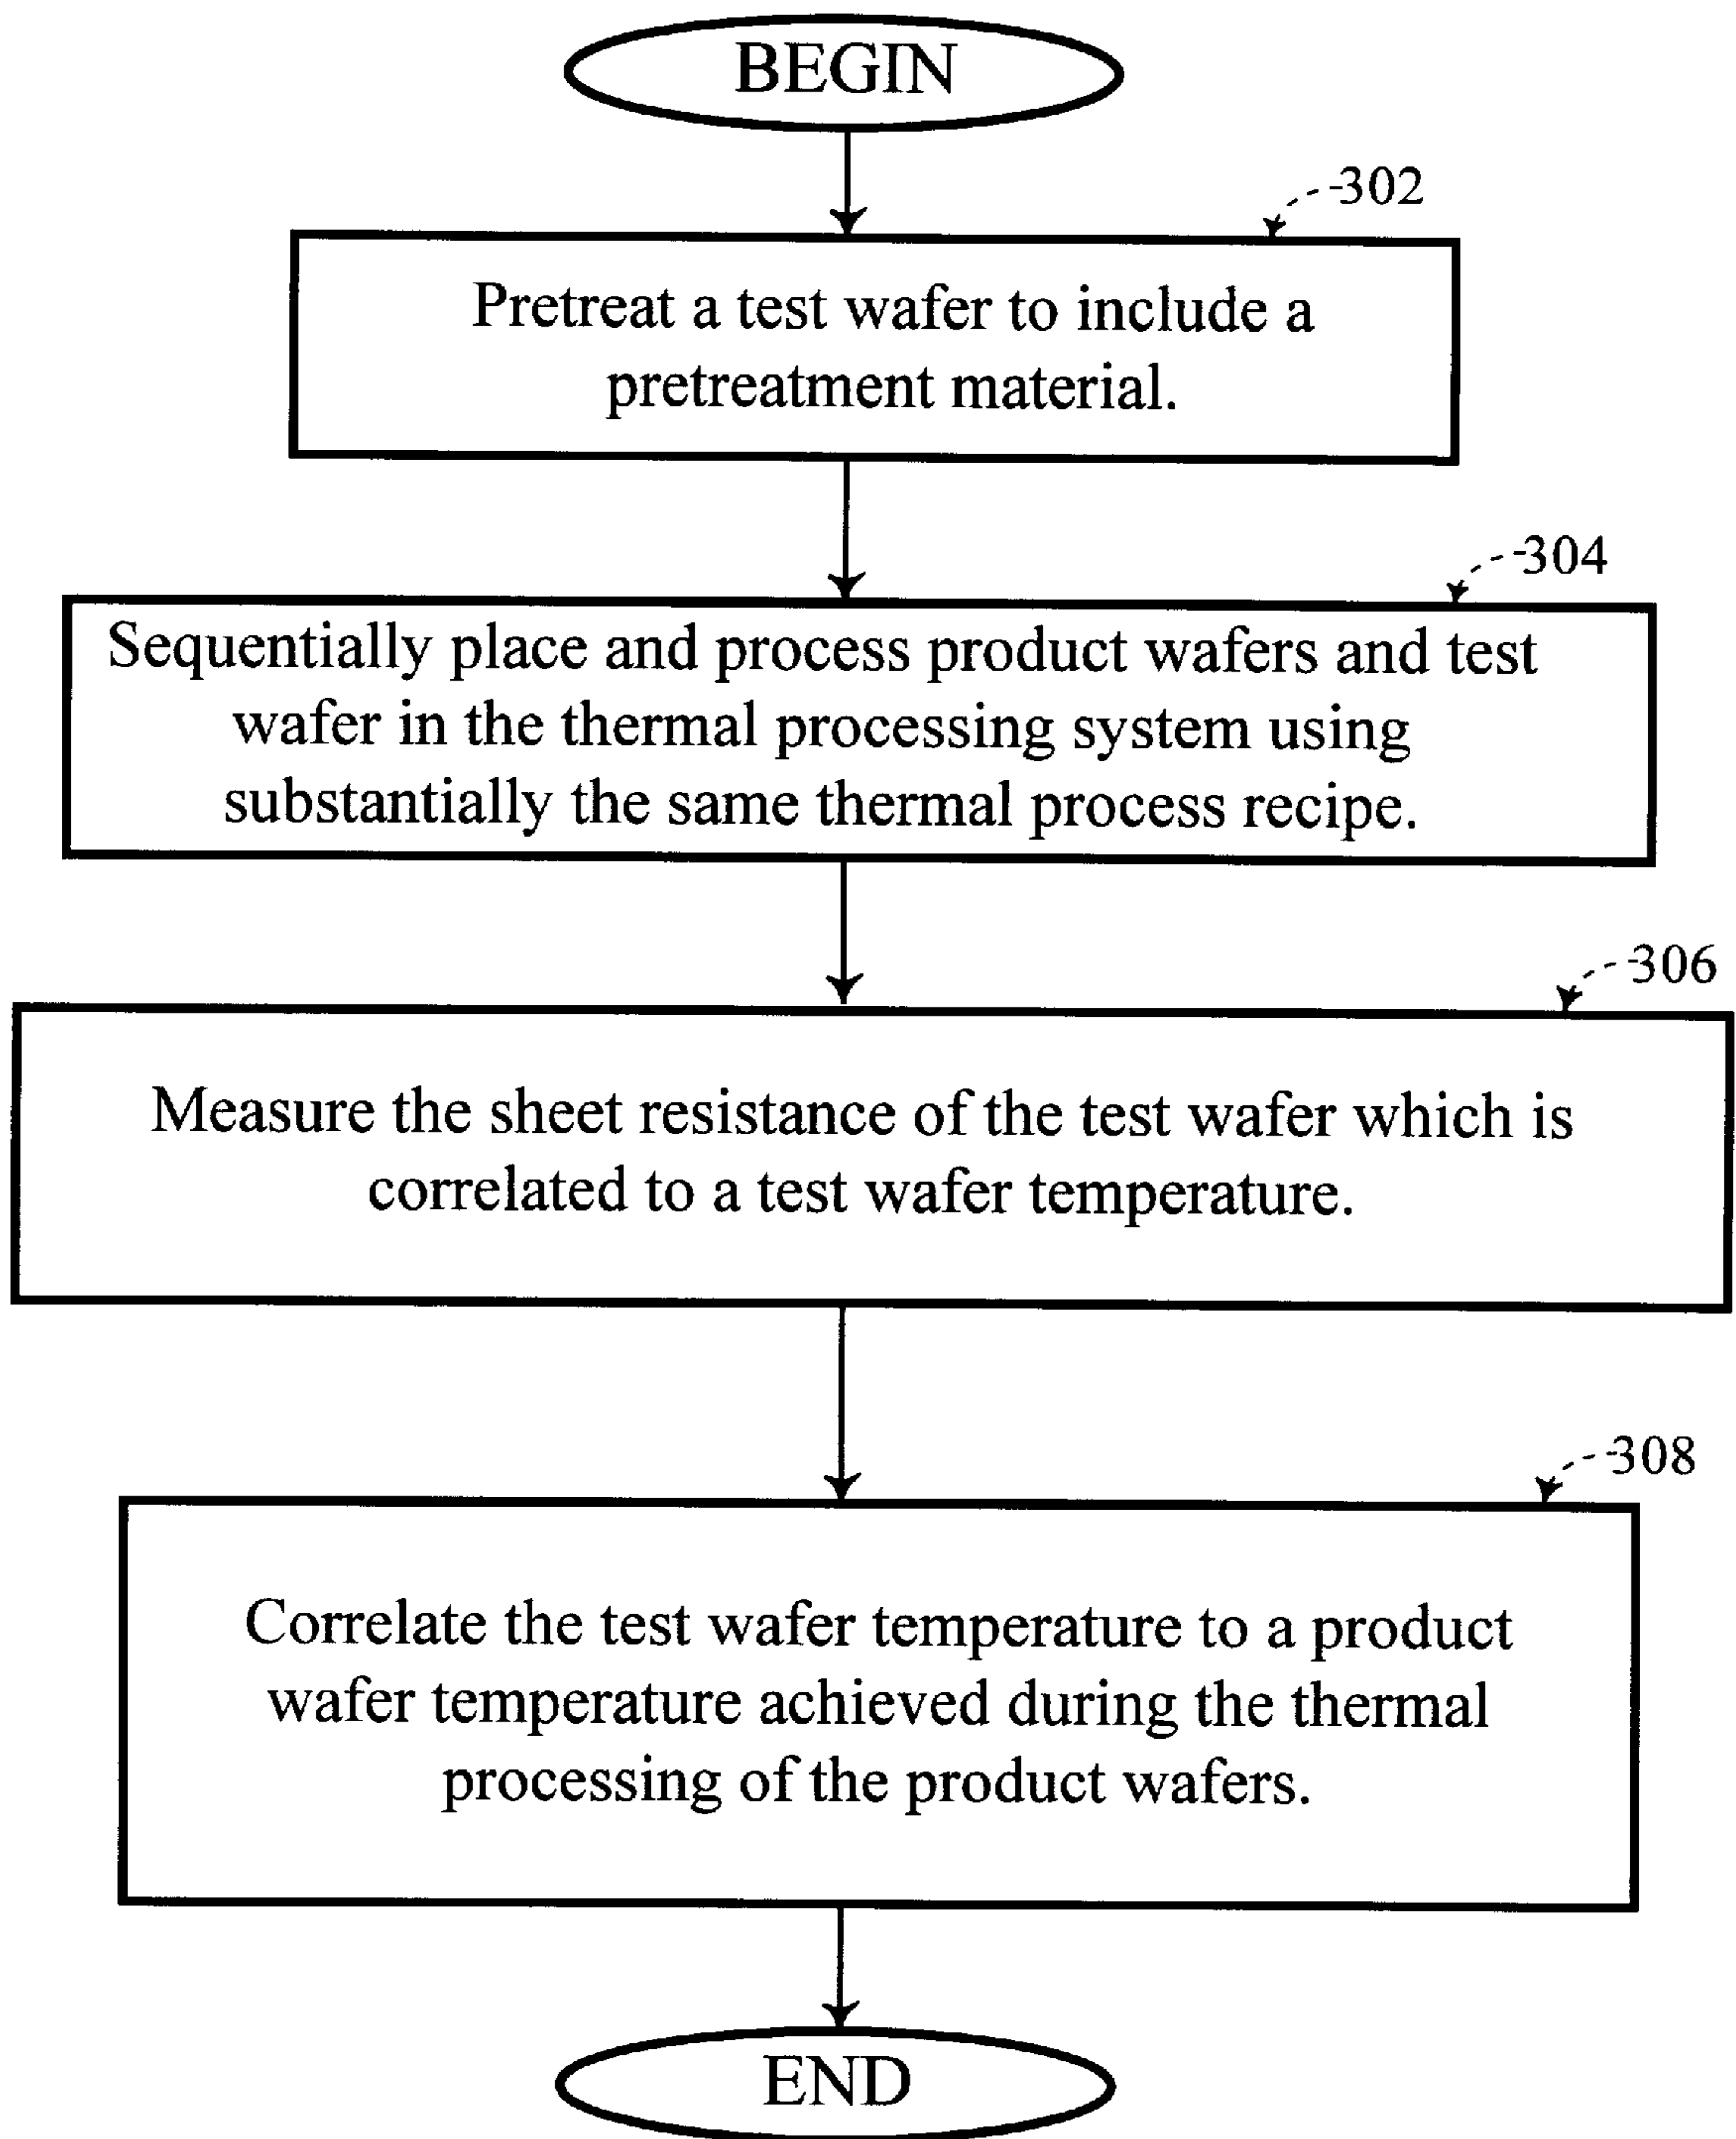 BEGIN
302
Pretreat a test wafer to include a
pretreatment material.
304
Sequentially place and process product wafers and test
wafer in the thermal processing system using
substantially the same thermal process recipe.
306
Measure the sheet resistance of the test wafer which is
correlated to a test wafer temperature.
308
Correlate the test wafer temperature to a product
wafer temperature achieved during the thermal
processing of the product wafers.
END